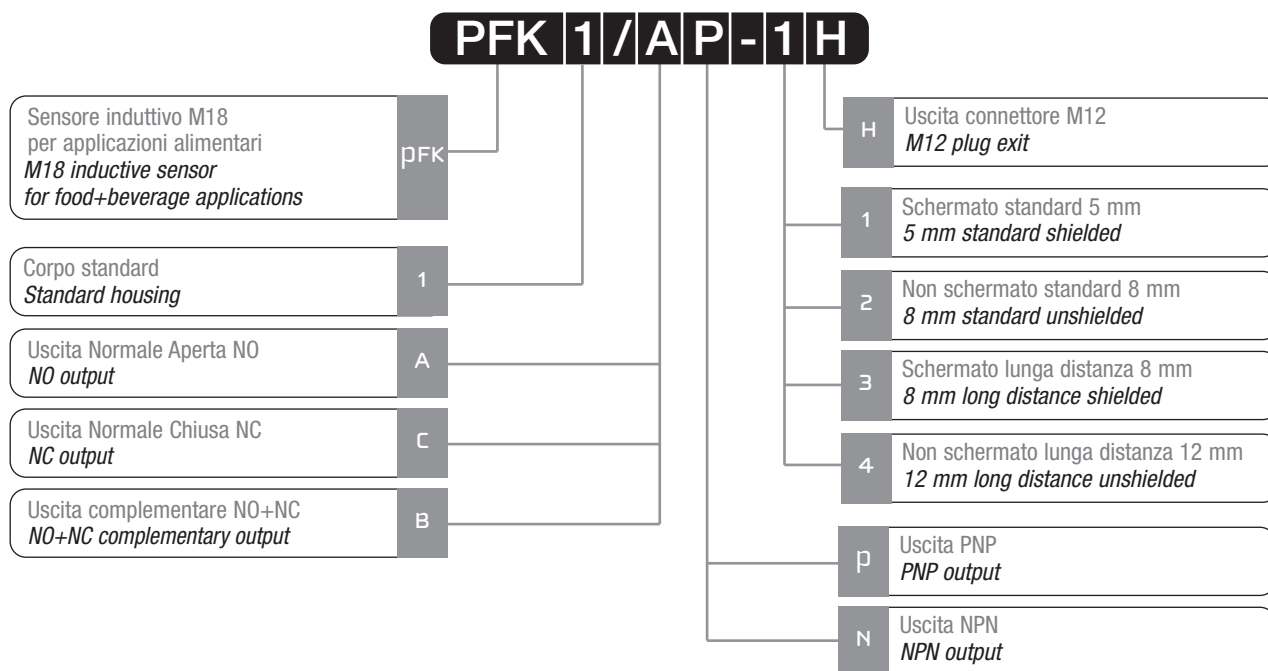 PFK1/AP-1H
Sensore induttivo M18
per applicazioni alimentari
M18 inductive sensor
for food+beverage applications
PFK
Corpo standard
Standard housing
1
Uscita Normale Aperta NO
NO output
A
Uscita Normale Chiusa NC
NC output
C
Uscita complementare NO+NC
NO+NC complementary output
B
H
Uscita connettore M12
M12 plug exit
1
Schermato standard 5 mm
5 mm standard shielded
2
Non schermato standard 8 mm
8 mm standard unshielded
3
Schermato lunga distanza 8 mm
8 mm long distance shielded
4
Non schermato lunga distanza 12 mm
12 mm long distance unshielded
P
Uscita PNP
PNP output
N
Uscita NPN
NPN output